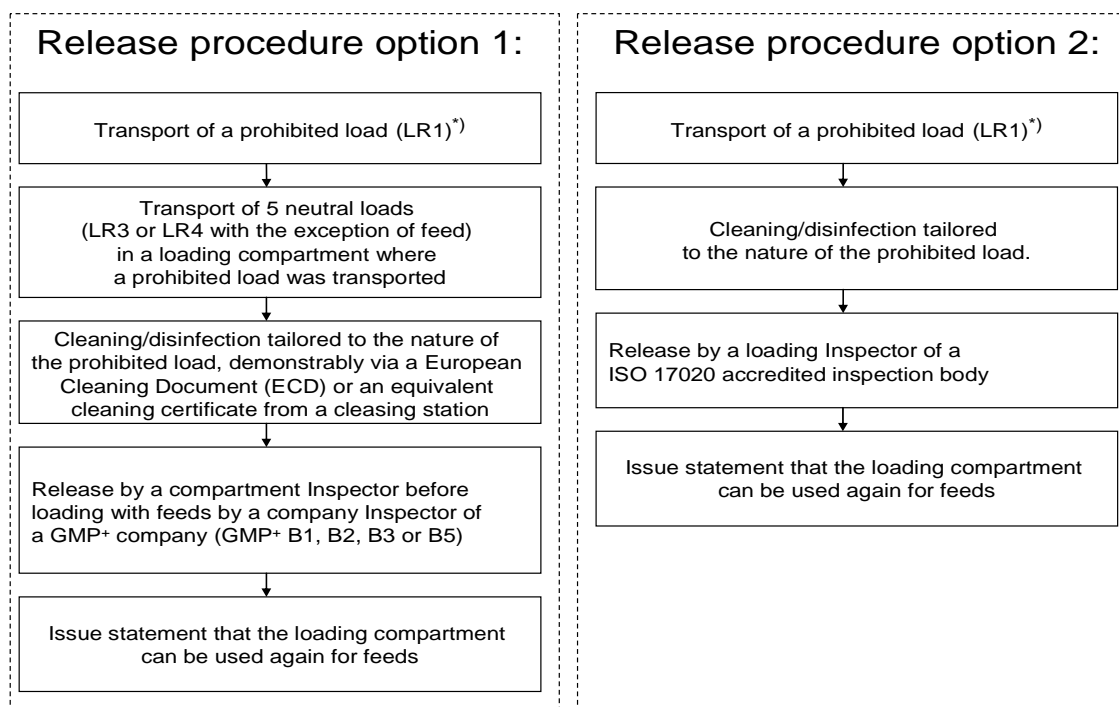 Release procedure option 1:
Transport of a prohibited load (LR1)*)
Transport of 5 neutral loads
(LR3 or LR4 with the exception of feed)
in a loading compartment where
a prohibited load was transported
Cleaning/disinfection tailored to the nature of
the prohibited load, demonstrably via a European
Cleaning Document (ECD) or an equivalent
cleaning certificate from a cleasing station
Release by a compartment Inspector before
loading with feeds by a company Inspector of
a GMP+ company (GMP+ B1, B2, B3 or B5)
Issue statement that the loading compartment
can be used again for feeds
Release procedure option 2:
Transport of a prohibited load (LR1)*)
Cleaning/disinfection tailored
to the nature of the prohibited load.
Release by a loading Inspector of a
ISO 17020 accredited inspection body
Issue statement that the loading compartment
can be used again for feeds